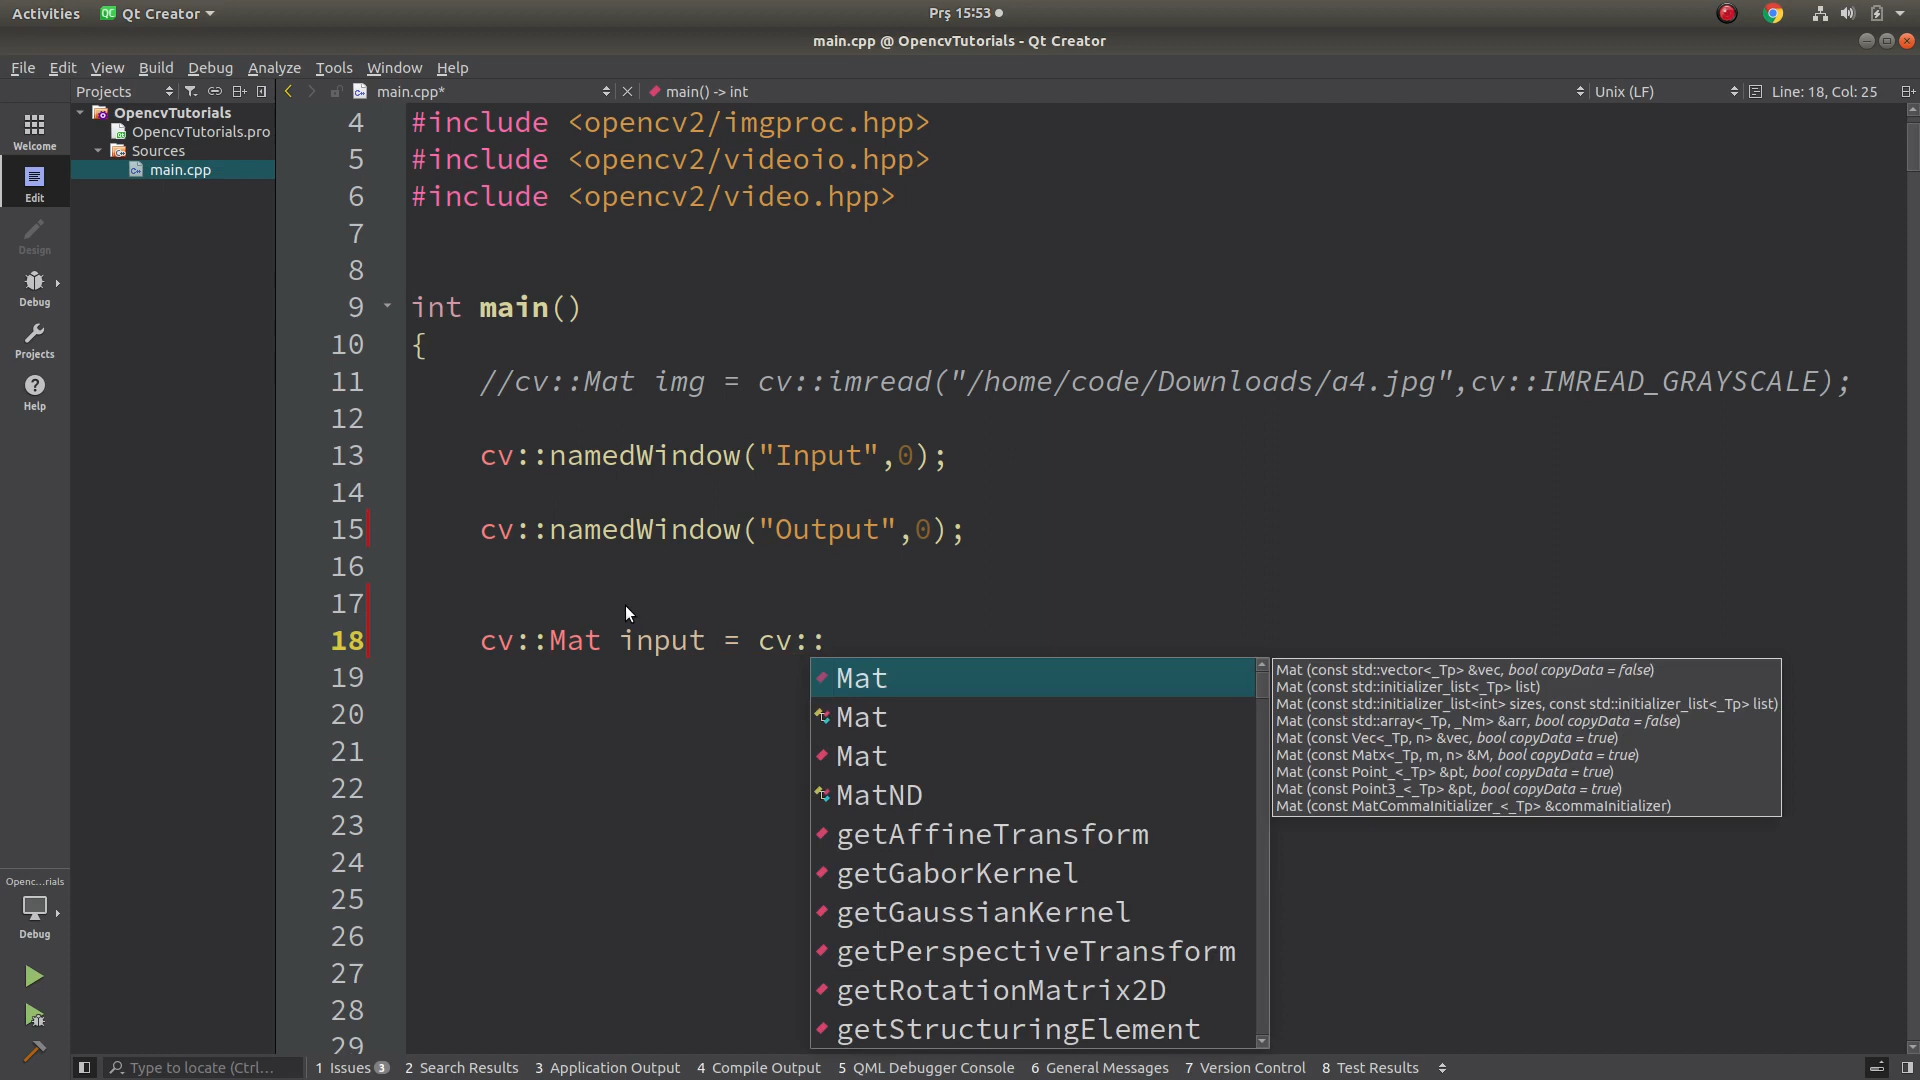 Activities Qt Creator Prş 15:53
main.cpp @ OpencvTutorials - Qt Creator
File Edit View Build Debug Analyze Tools Window Help
Projects main.cpp* main() -> int Unix (LF) Line: 18, Col: 25
OpencvTutorials
OpencvTutorials.pro
Sources
main.cpp
Welcome
Edit
Design
Debug
Projects
Help
Openc...rials
Debug
4 #include <opencv2/imgproc.hpp>
5 #include <opencv2/videoio.hpp>
6 #include <opencv2/video.hpp>
7
8
9 int main()
10 {
11 //cv::Mat img = cv::imread("/home/code/Downloads/a4.jpg",cv::IMREAD_GRAYSCALE);
12
13 cv::namedWindow("Input",0);
14
15 cv::namedWindow("Output",0);
16
17
18 cv::Mat input = cv::
19
20
21
22
23
24
25
26
27
28
29
Mat
Mat
Mat
MatND
getAffineTransform
getGaborKernel
getGaussianKernel
getPerspectiveTransform
getRotationMatrix2D
getStructuringElement
Mat (const std::vector<_Tp> &vec, bool copyData = false)
Mat (const std::initializer_list<_Tp> list)
Mat (const std::initializer_list<int> sizes, const std::initializer_list<_Tp> list)
Mat (const std::array<_Tp, _Nm> &arr, bool copyData = false)
Mat (const Vec<_Tp, n> &vec, bool copyData = true)
Mat (const Matx<_Tp, m, n> &M, bool copyData = true)
Mat (const Point_<_Tp> &pt, bool copyData = true)
Mat (const Point3_<_Tp> &pt, bool copyData = true)
Mat (const MatCommaInitializer_<_Tp> &commaInitializer)
Type to locate (Ctrl... 1 Issues 3 2 Search Results 3 Application Output 4 Compile Output 5 QML Debugger Console 6 General Messages 7 Version Control 8 Test Results